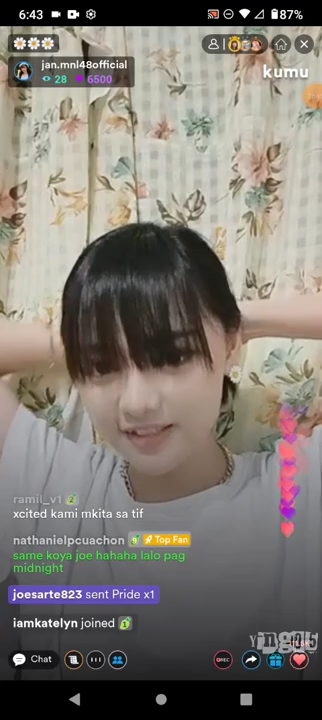 6:43
87%
jan.mnl48official
28 6500
kumu
ramil_v1
xcited kami mkita sa tif
nathanielpcuachon Top Fan
same koya joe hahaha lalo pag
midnight
joesarte823 sent Pride x1
iamkatelyn joined
Chat
REC